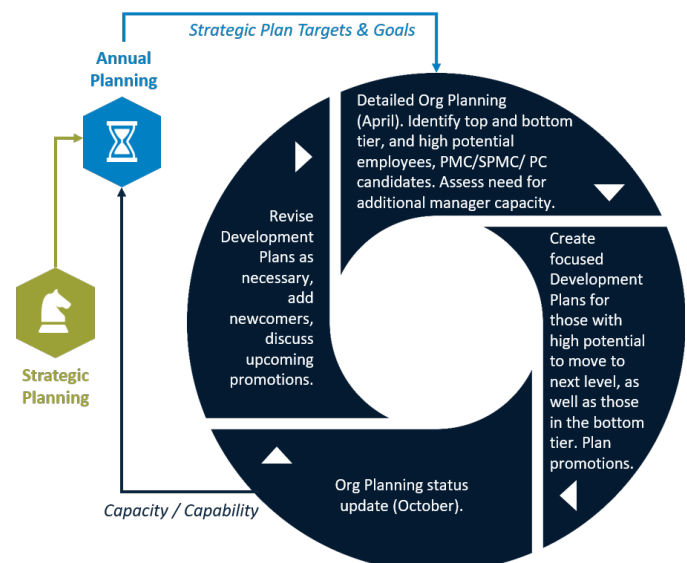 Strategic Plan Targets & Goals
Annual
Planning
Detailed Org Planning
(April). Identify top and bottom
tier, and high potential
employees, PMC/SPMC/ PC
candidates. Assess need for
additional manager capacity.
Create
focused
Development
Plans for
those with
high potential
to move to
next level, as
well as those
in the bottom
tier. Plan
promotions.
Org Planning status
update (October).
Revise
Development
Plans as
necessary,
add
newcomers,
discuss
upcoming
promotions.
Strategic
Planning
Capacity / Capability